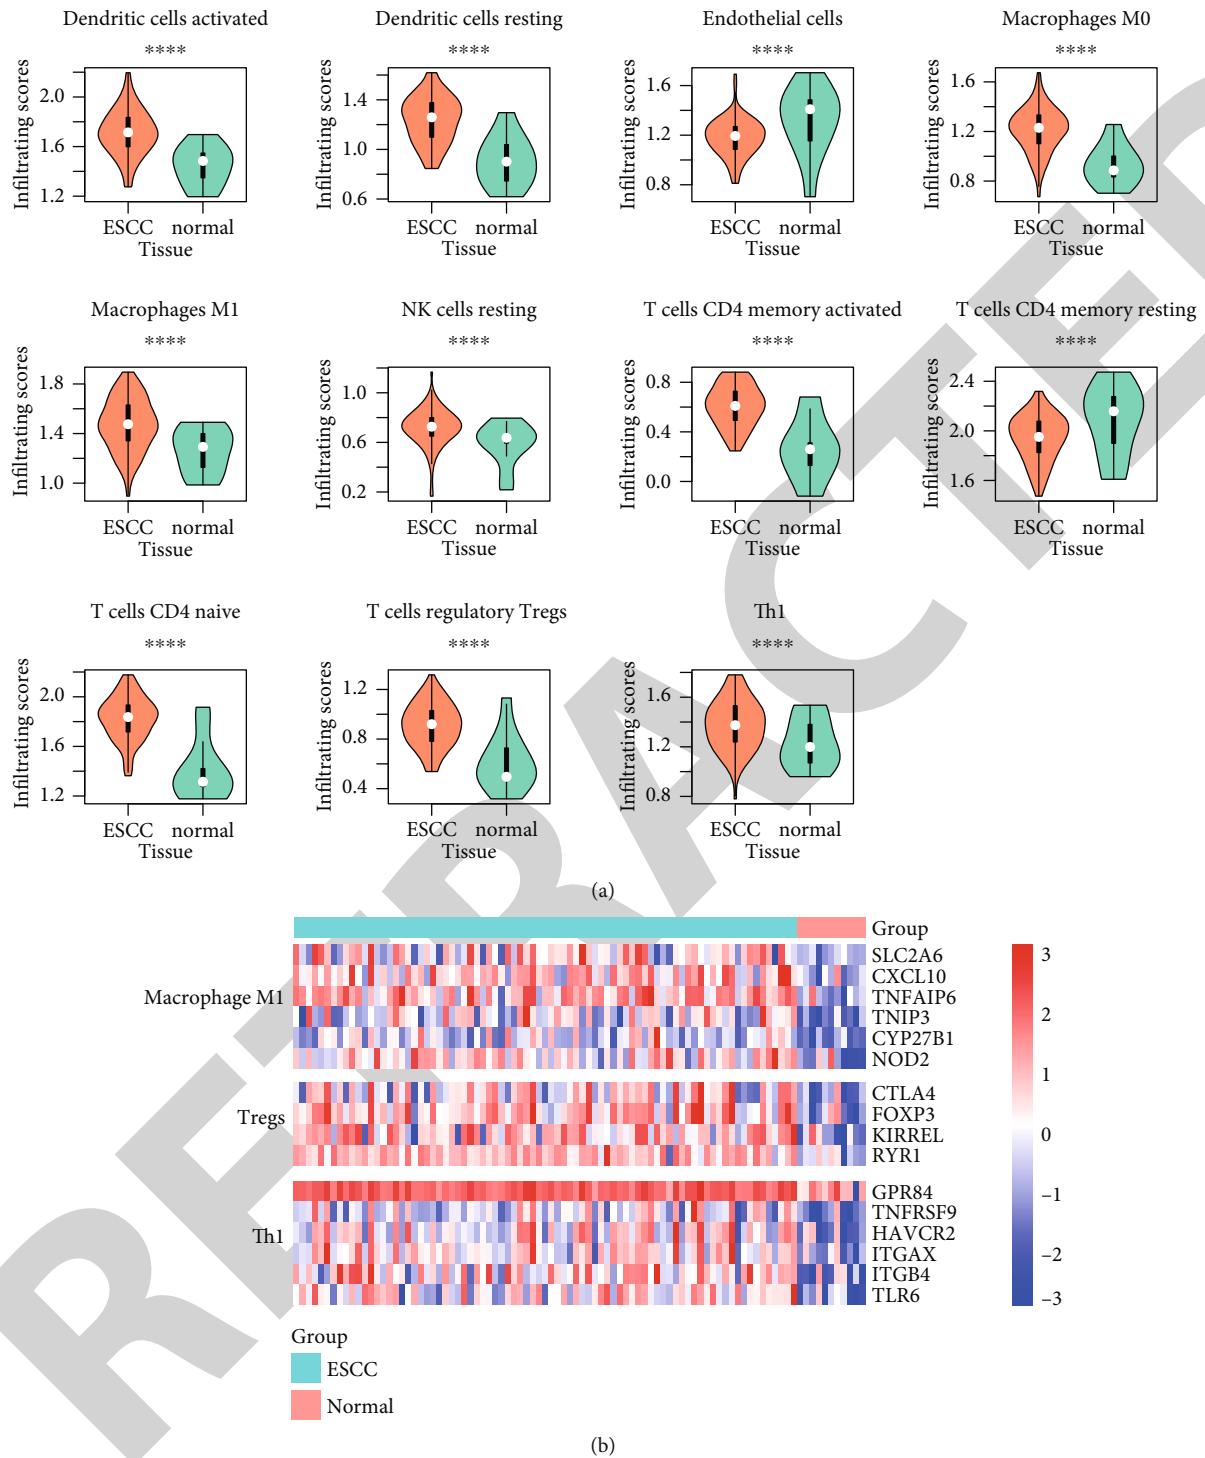 Dendritic cells activated
****
Infiltrating scores
2.0
1.6
1.2
ESCC normal
Tissue
Dendritic cells resting
****
Infiltrating scores
1.4
1.0
0.6
ESCC normal
Tissue
Endothelial cells
****
Infiltrating scores
1.6
1.2
0.8
ESCC normal
Tissue
Macrophages M0
****
Infiltrating scores
1.6
1.2
0.8
ESCC normal
Tissue
Macrophages M1
****
Infiltrating scores
1.8
1.4
1.0
ESCC normal
Tissue
NK cells resting
****
Infiltrating scores
1.0
0.6
0.2
ESCC normal
Tissue
T cells CD4 memory activated
****
Infiltrating scores
0.8
0.4
0.0
ESCC normal
Tissue
T cells CD4 memory resting
****
Infiltrating scores
2.4
2.0
1.6
ESCC normal
Tissue
T cells CD4 naive
****
Infiltrating scores
2.0
1.6
1.2
ESCC normal
Tissue
T cells regulatory Tregs
****
Infiltrating scores
1.2
0.8
0.4
ESCC normal
Tissue
Th1
****
Infiltrating scores
1.6
1.2
0.8
ESCC normal
Tissue
(a)
Group
Macrophage M1
SLC2A6
CXCL10
TNFAIP6
TNIP3
CYP27B1
NOD2
Tregs
CTLA4
FOXP3
KIRREL
RYR1
Th1
GPR84
TNFRSF9
HAVCR2
ITGAX
ITGB4
TLR6
3
2
1
0
–1
–2
–3
Group
ESCC
Normal
(b)
RETRACTED